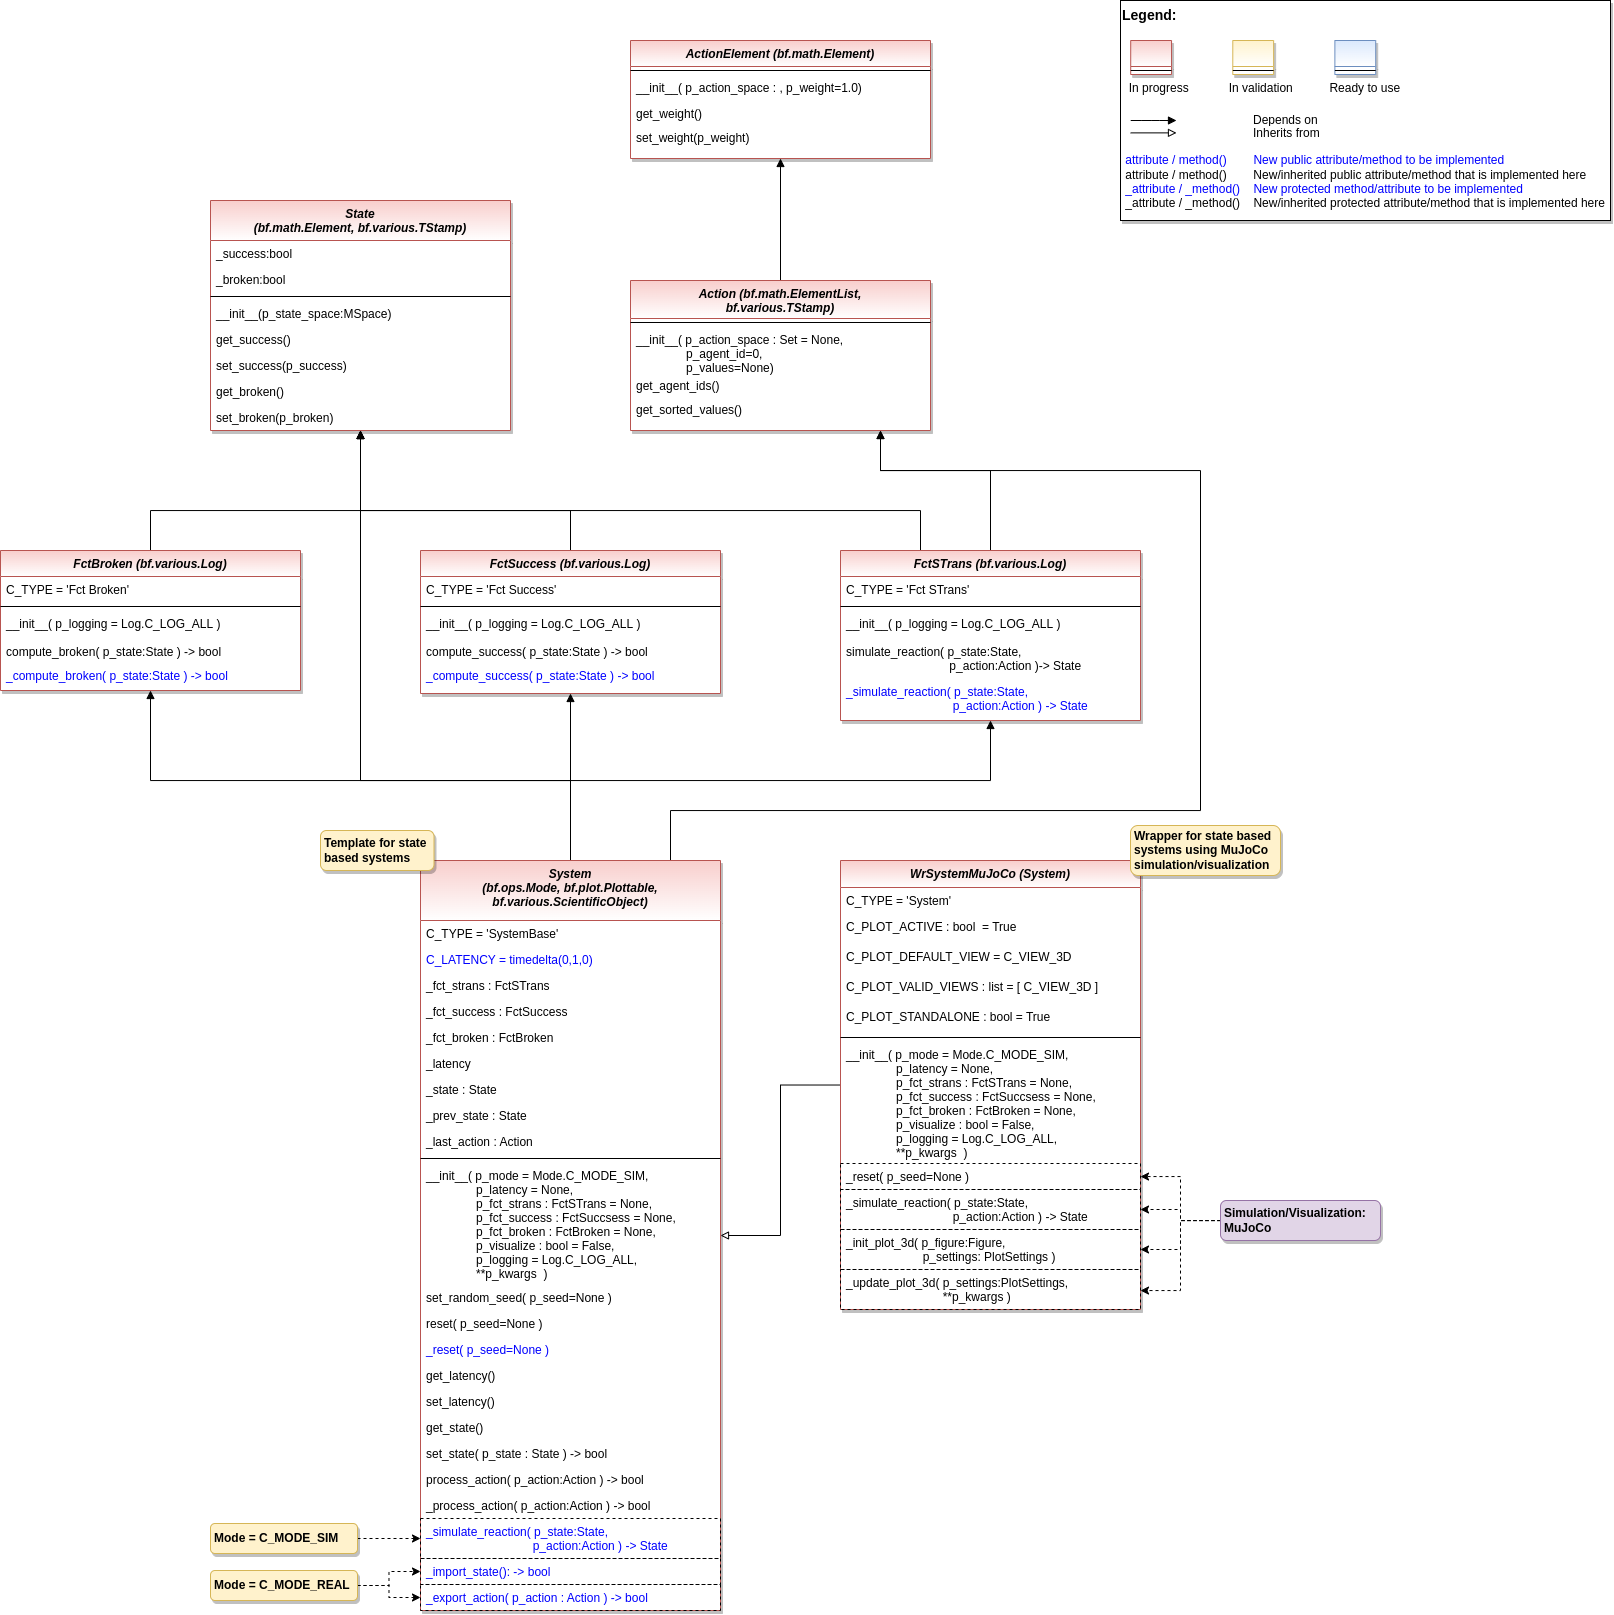 Legend:
In progress
In validation
Ready to use
Depends on
Inherits from
attribute / method() New public attribute/method to be implemented
attribute / method() New/inherited public attribute/method that is implemented here
_attribute / _method() New protected method/attribute to be implemented
_attribute / _method() New/inherited protected attribute/method that is implemented here
ActionElement (bf.math.Element)
__init__( p_action_space : , p_weight=1.0)
get_weight()
set_weight(p_weight)
State
(bf.math.Element, bf.various.TStamp)
_success:bool
_broken:bool
__init__(p_state_space:MSpace)
get_success()
set_success(p_success)
get_broken()
set_broken(p_broken)
Action (bf.math.ElementList,
bf.various.TStamp)
__init__( p_action_space : Set = None,
p_agent_id=0,
p_values=None)
get_agent_ids()
get_sorted_values()
FctBroken (bf.various.Log)
C_TYPE = 'Fct Broken'
__init__( p_logging = Log.C_LOG_ALL )
compute_broken( p_state:State ) -> bool
_compute_broken( p_state:State ) -> bool
FctSuccess (bf.various.Log)
C_TYPE = 'Fct Success'
__init__( p_logging = Log.C_LOG_ALL )
compute_success( p_state:State ) -> bool
_compute_success( p_state:State ) -> bool
FctSTrans (bf.various.Log)
C_TYPE = 'Fct STrans'
__init__( p_logging = Log.C_LOG_ALL )
simulate_reaction( p_state:State,
p_action:Action )-> State
_simulate_reaction( p_state:State,
p_action:Action ) -> State
Template for state
based systems
System
(bf.ops.Mode, bf.plot.Plottable,
bf.various.ScientificObject)
C_TYPE = 'SystemBase'
C_LATENCY = timedelta(0,1,0)
_fct_strans : FctSTrans
_fct_success : FctSuccess
_fct_broken : FctBroken
_latency
_state : State
_prev_state : State
_last_action : Action
__init__( p_mode = Mode.C_MODE_SIM,
p_latency = None,
p_fct_strans : FctSTrans = None,
p_fct_success : FctSuccsess = None,
p_fct_broken : FctBroken = None,
p_visualize : bool = False,
p_logging = Log.C_LOG_ALL,
**p_kwargs )
set_random_seed( p_seed=None )
reset( p_seed=None )
_reset( p_seed=None )
get_latency()
set_latency()
get_state()
set_state( p_state : State ) -> bool
process_action( p_action:Action ) -> bool
_process_action( p_action:Action ) -> bool
_simulate_reaction( p_state:State,
p_action:Action ) -> State
_import_state(): -> bool
_export_action( p_action : Action ) -> bool
Mode = C_MODE_SIM
Mode = C_MODE_REAL
Wrapper for state based
systems using MuJoCo
simulation/visualization
WrSystemMuJoCo (System)
C_TYPE = 'System'
C_PLOT_ACTIVE : bool = True
C_PLOT_DEFAULT_VIEW = C_VIEW_3D
C_PLOT_VALID_VIEWS : list = [ C_VIEW_3D ]
C_PLOT_STANDALONE : bool = True
__init__( p_mode = Mode.C_MODE_SIM,
p_latency = None,
p_fct_strans : FctSTrans = None,
p_fct_success : FctSuccsess = None,
p_fct_broken : FctBroken = None,
p_visualize : bool = False,
p_logging = Log.C_LOG_ALL,
**p_kwargs )
_reset( p_seed=None )
_simulate_reaction( p_state:State,
p_action:Action ) -> State
_init_plot_3d( p_figure:Figure,
p_settings: PlotSettings )
_update_plot_3d( p_settings:PlotSettings,
**p_kwargs )
Simulation/Visualization:
MuJoCo